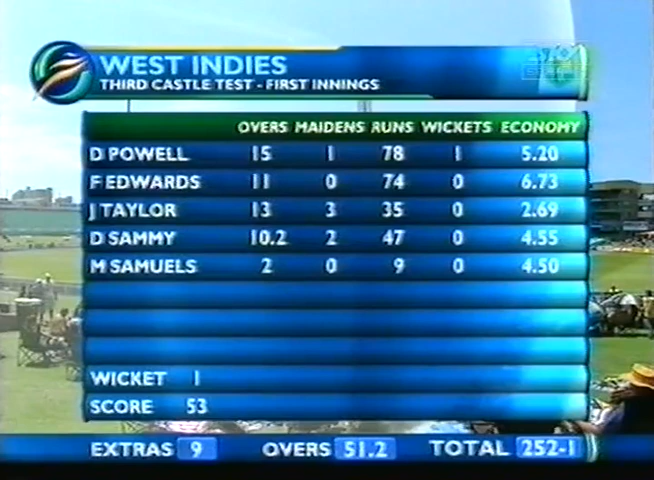 WEST INDIES
THIRD CASTLE TEST - FIRST INNINGS
OVERS MAIDENS RUNS WICKETS ECONOMY
D POWELL 15 1 78 1 5.20
F EDWARDS 11 0 74 0 6.73
J TAYLOR 13 3 35 0 2.69
D SAMMY 10.2 2 47 0 4.55
M SAMUELS 2 0 9 0 4.50
WICKET 1
SCORE 53
EXTRAS 9 OVERS 51.2 TOTAL 252-1